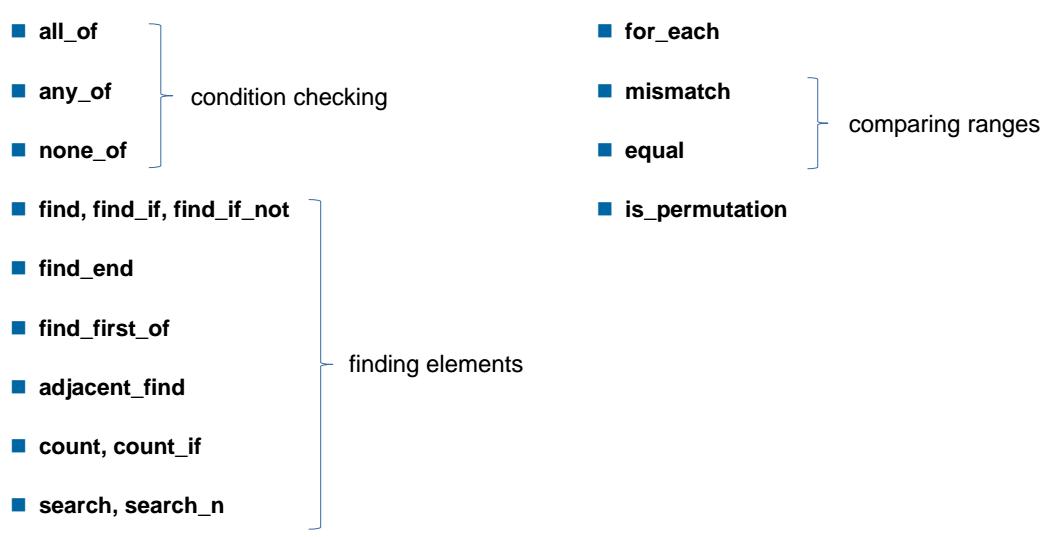 all_of
any_of
none_of
condition checking
find, find_if, find_if_not
find_end
find_first_of
adjacent_find
count, count_if
search, search_n
finding elements
for_each
mismatch
equal
comparing ranges
is_permutation